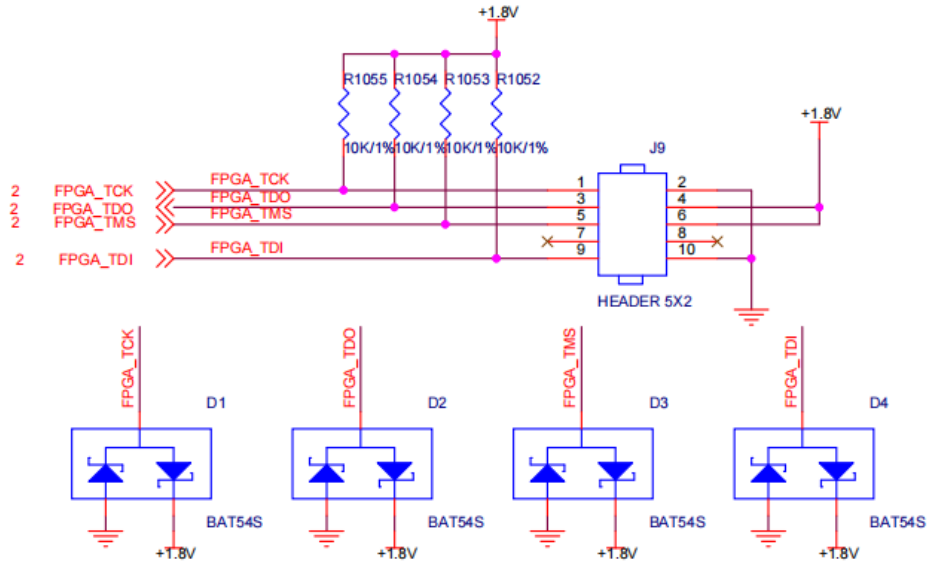 +1.8V
R1055 R1054 R1053 R1052
+1.8V
10K/1% 10K/1% 10K/1% 10K/1%
J9
2 FPGA_TCK FPGA_TCK 1 2
2 FPGA_TDO FPGA_TDO 3 4
2 FPGA_TMS FPGA_TMS 5 6
7 8
2 FPGA_TDI FPGA_TDI 9 10
HEADER 5X2
FPGA_TCK FPGA_TDO FPGA_TMS FPGA_TDI
D1 D2 D3 D4
BAT54S BAT54S BAT54S BAT54S
+1.8V +1.8V +1.8V +1.8V